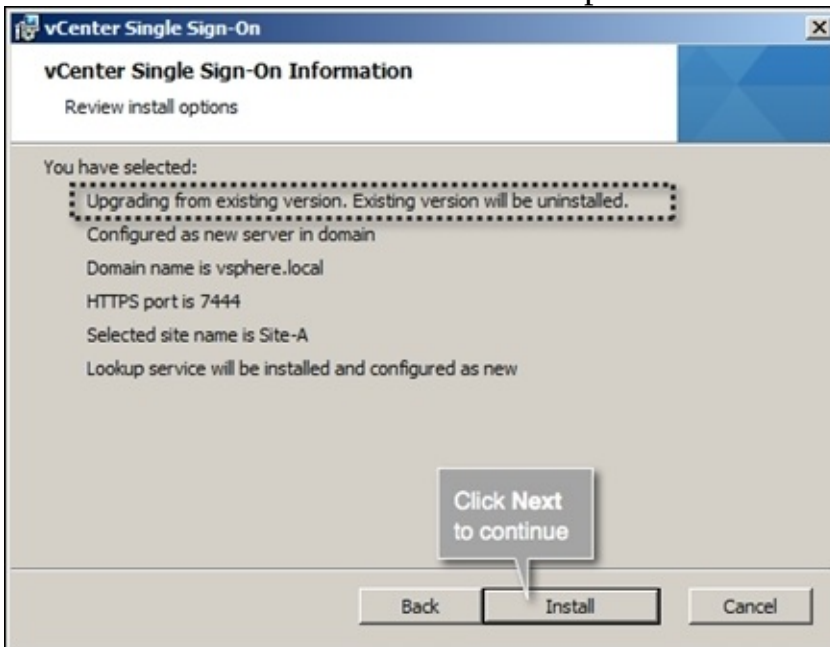 vCenter Single Sign-On
vCenter Single Sign-On Information
Review install options
You have selected:
Upgrading from existing version. Existing version will be uninstalled.
Configured as new server in domain
Domain name is vsphere.local
HTTPS port is 7444
Selected site name is Site-A
Lookup service will be installed and configured as new
Click Next
to continue
Back
Install
Cancel